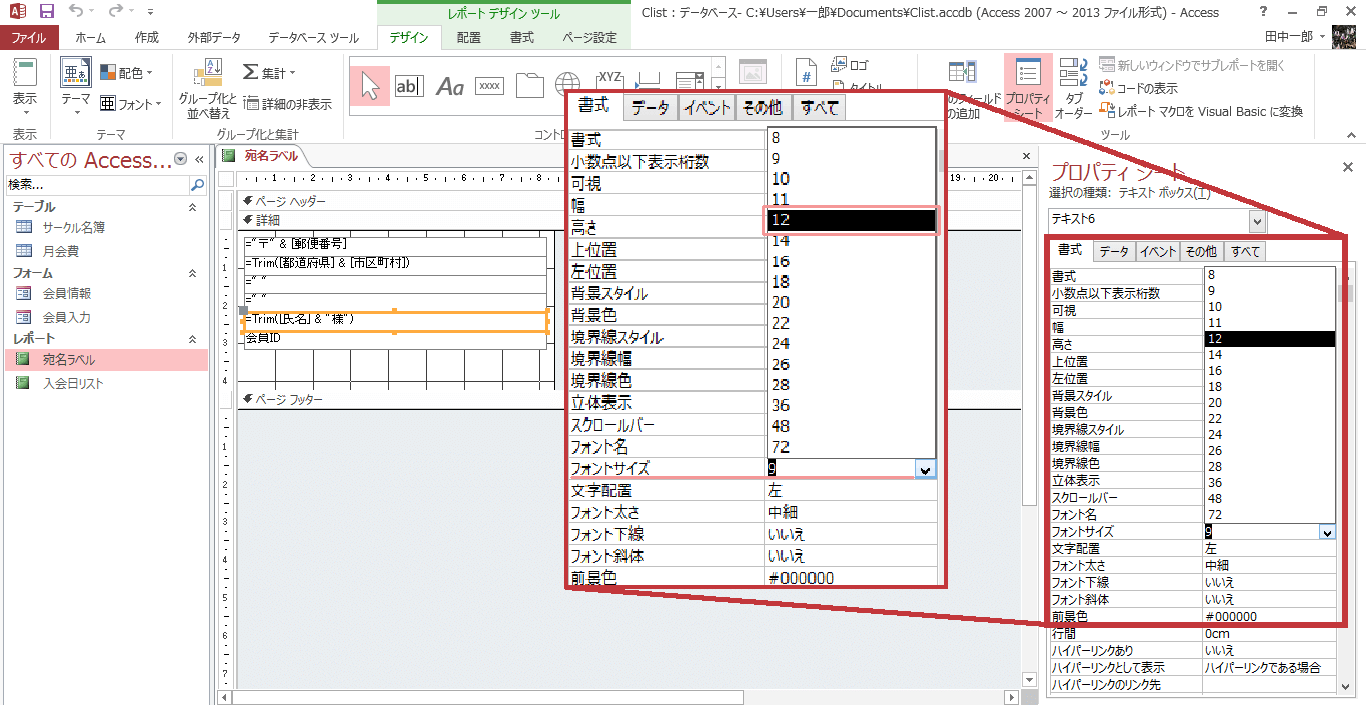 レポート デザイン ツール
Clist : データベース- C:¥Users¥一郎¥Documents¥Clist.accdb (Access 2007 ～ 2013 ファイル形式) - Access
ファイル ホーム 作成 外部データ データベース ツール デザイン 配置 書式 ページ設定 田中一郎
表示
表示
亜ぁ
テーマ
配色
亜 フォント
テーマ
グループ化と
並べ替え
Σ 集計
詳細の非表示
グループ化と集計
ab|
Aa
xxxx
XYZ
コントロ
#
ロゴ
タイトル
のフィールド
の追加
プロパティ
シート
タブ
オーダー
新しいウィンドウでサブレポートを開く
コードの表示
レポート マクロを Visual Basic に変換
ツール
すべての Access...
検索...
テーブル
サークル名簿
月会費
フォーム
会員情報
会員入力
レポート
宛名ラベル
入会日リスト
宛名ラベル
1 2 3 4 5 6 7 8 19 20
ページ ヘッダー
詳細
="〒" & [郵便番号]
=Trim([都道府県] & [市区町村])
=" "
=" "
=Trim([氏名] & "様")
会員ID
1
2
3
4
ページ フッター
1
2
3
4
5
6
7
書式 データ イベント その他 すべて
書式
小数点以下表示桁数
可視
幅
高さ
上位置
左位置
背景スタイル
背景色
境界線スタイル
境界線幅
境界線色
立体表示
スクロールバー
フォント名
8
9
10
11
12
14
16
18
20
22
24
26
28
36
48
72
フォントサイズ 9
文字配置 左
フォント太さ 中細
フォント下線 いいえ
フォント斜体 いいえ
前景色 #000000
プロパティ シート
選択の種類: テキスト ボックス(T)
テキスト6
書式 データ イベント その他 すべて
書式
小数点以下表示桁数
可視
幅
高さ
上位置
左位置
背景スタイル
背景色
境界線スタイル
境界線幅
境界線色
立体表示
スクロールバー
フォント名
8
9
10
11
12
14
16
18
20
22
24
26
28
36
48
72
フォントサイズ 9
文字配置 左
フォント太さ 中細
フォント下線 いいえ
フォント斜体 いいえ
前景色 #000000
行間 0cm
ハイパーリンクあり いいえ
ハイパーリンクとして表示 ハイパーリンクである場合
ハイパーリンクのリンク先